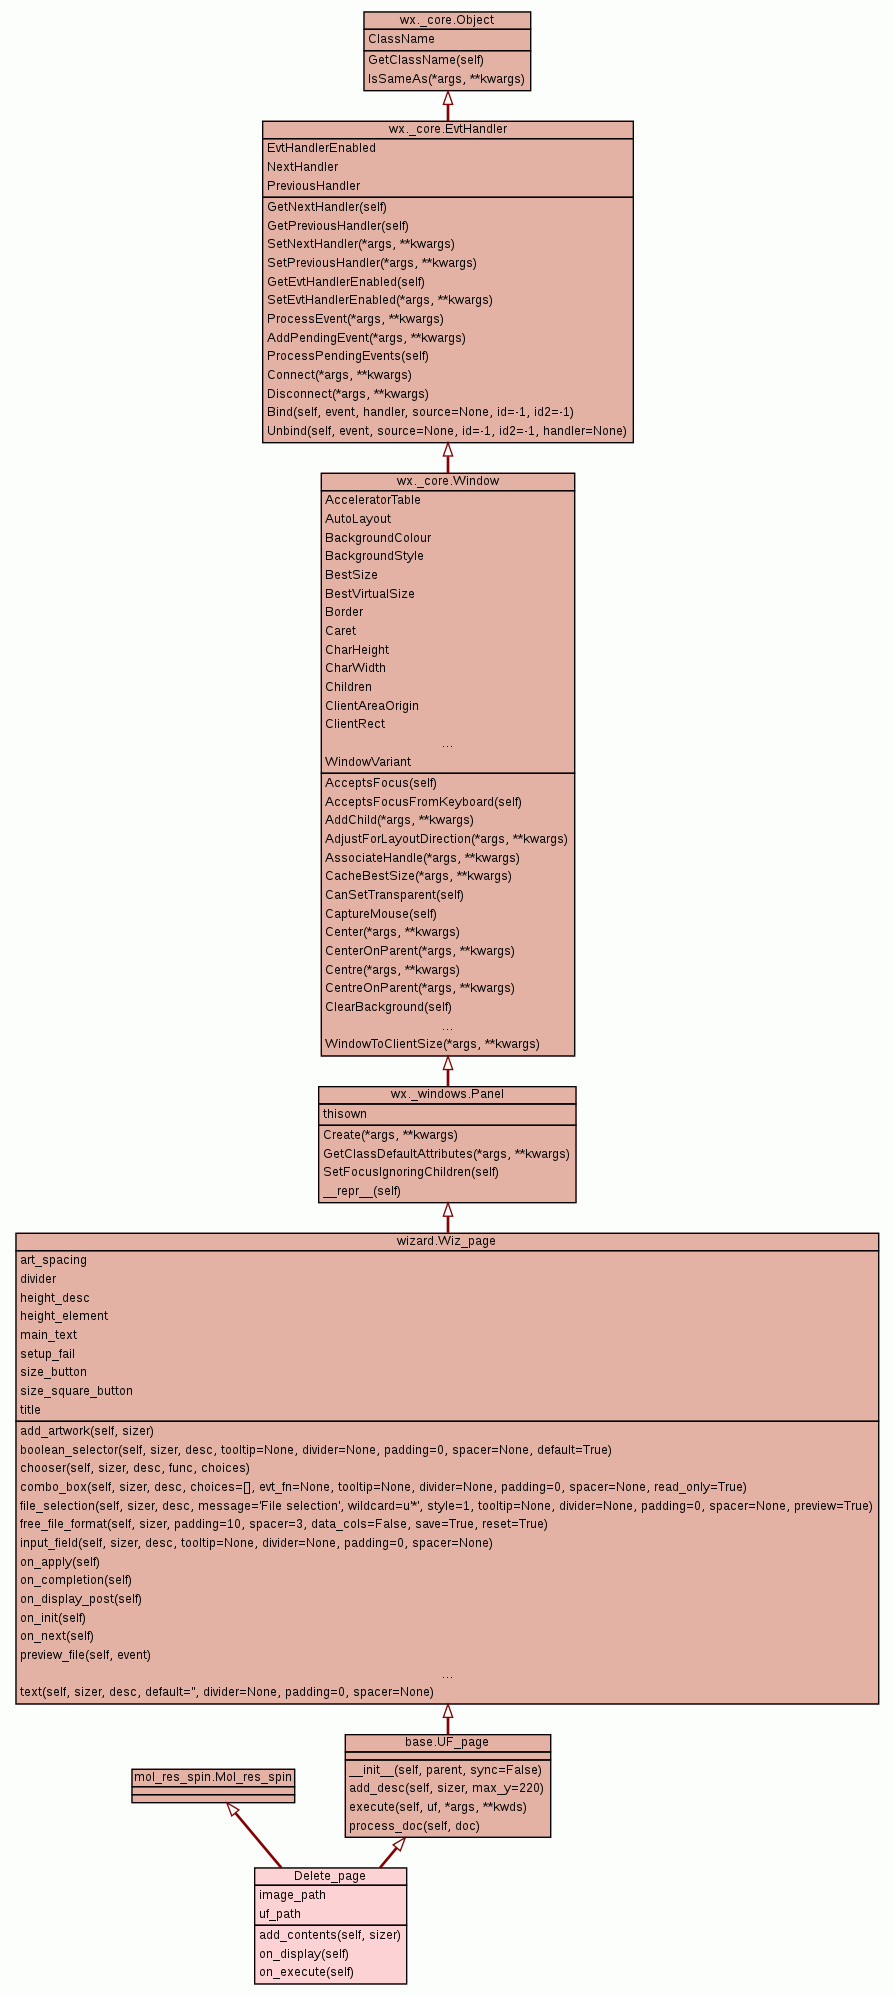 wx._core.Object
ClassName
GetClassName(self)
IsSameAs(*args, **kwargs)
wx._core.EvtHandler
EvtHandlerEnabled
NextHandler
PreviousHandler
GetNextHandler(self)
GetPreviousHandler(self)
SetNextHandler(*args, **kwargs)
SetPreviousHandler(*args, **kwargs)
GetEvtHandlerEnabled(self)
SetEvtHandlerEnabled(*args, **kwargs)
ProcessEvent(*args, **kwargs)
AddPendingEvent(*args, **kwargs)
ProcessPendingEvents(self)
Connect(*args, **kwargs)
Disconnect(*args, **kwargs)
Bind(self, event, handler, source=None, id=-1, id2=-1)
Unbind(self, event, source=None, id=-1, id2=-1, handler=None)
wx._core.Window
AcceleratorTable
AutoLayout
BackgroundColour
BackgroundStyle
BestSize
BestVirtualSize
Border
Caret
CharHeight
CharWidth
Children
ClientAreaOrigin
ClientRect
...
WindowVariant
AcceptsFocus(self)
AcceptsFocusFromKeyboard(self)
AddChild(*args, **kwargs)
AdjustForLayoutDirection(*args, **kwargs)
AssociateHandle(*args, **kwargs)
CacheBestSize(*args, **kwargs)
CanSetTransparent(self)
CaptureMouse(self)
Center(*args, **kwargs)
CenterOnParent(*args, **kwargs)
Centre(*args, **kwargs)
CentreOnParent(*args, **kwargs)
ClearBackground(self)
...
WindowToClientSize(*args, **kwargs)
wx._windows.Panel
thisown
Create(*args, **kwargs)
GetClassDefaultAttributes(*args, **kwargs)
SetFocusIgnoringChildren(self)
__repr__(self)
wizard.Wiz_page
art_spacing
divider
height_desc
height_element
main_text
setup_fail
size_button
size_square_button
title
add_artwork(self, sizer)
boolean_selector(self, sizer, desc, tooltip=None, divider=None, padding=0, spacer=None, default=True)
chooser(self, sizer, desc, func, choices)
combo_box(self, sizer, desc, choices=[], evt_fn=None, tooltip=None, divider=None, padding=0, spacer=None, read_only=True)
file_selection(self, sizer, desc, message='File selection', wildcard=u'*', style=1, tooltip=None, divider=None, padding=0, spacer=None, preview=True)
free_file_format(self, sizer, padding=10, spacer=3, data_cols=False, save=True, reset=True)
input_field(self, sizer, desc, tooltip=None, divider=None, padding=0, spacer=None)
on_apply(self)
on_completion(self)
on_display_post(self)
on_init(self)
on_next(self)
preview_file(self, event)
...
text(self, sizer, desc, default='', divider=None, padding=0, spacer=None)
base.UF_page
__init__(self, parent, sync=False)
add_desc(self, sizer, max_y=220)
execute(self, uf, *args, **kwds)
process_doc(self, doc)
mol_res_spin.Mol_res_spin
Delete_page
image_path
uf_path
add_contents(self, sizer)
on_display(self)
on_execute(self)